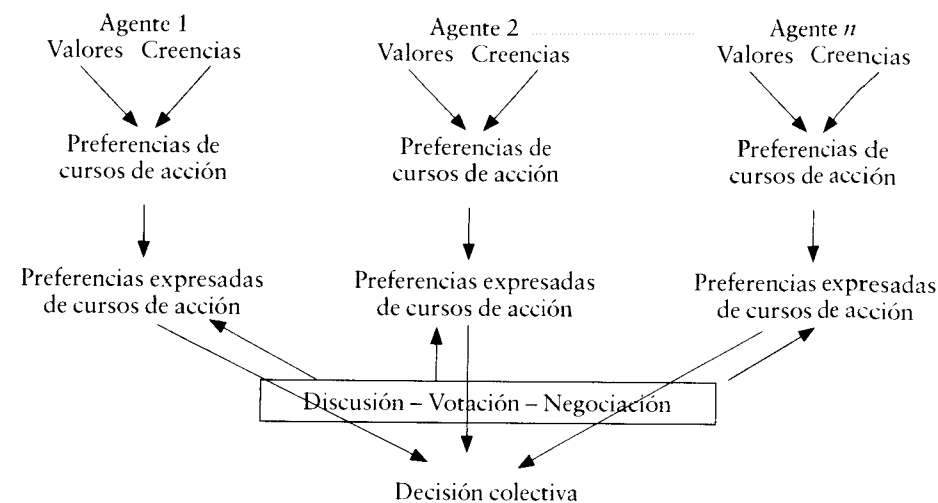 Agente 1
Valores Creencias
Agente 2
Valores Creencias
Agente n
Valores Creencias
Preferencias de
cursos de acción
Preferencias de
cursos de acción
Preferencias de
cursos de acción
Preferencias expresadas
de cursos de acción
Preferencias expresadas
de cursos de acción
Preferencias expresadas
de cursos de acción
Discusión – Votación – Negociación
Decisión colectiva